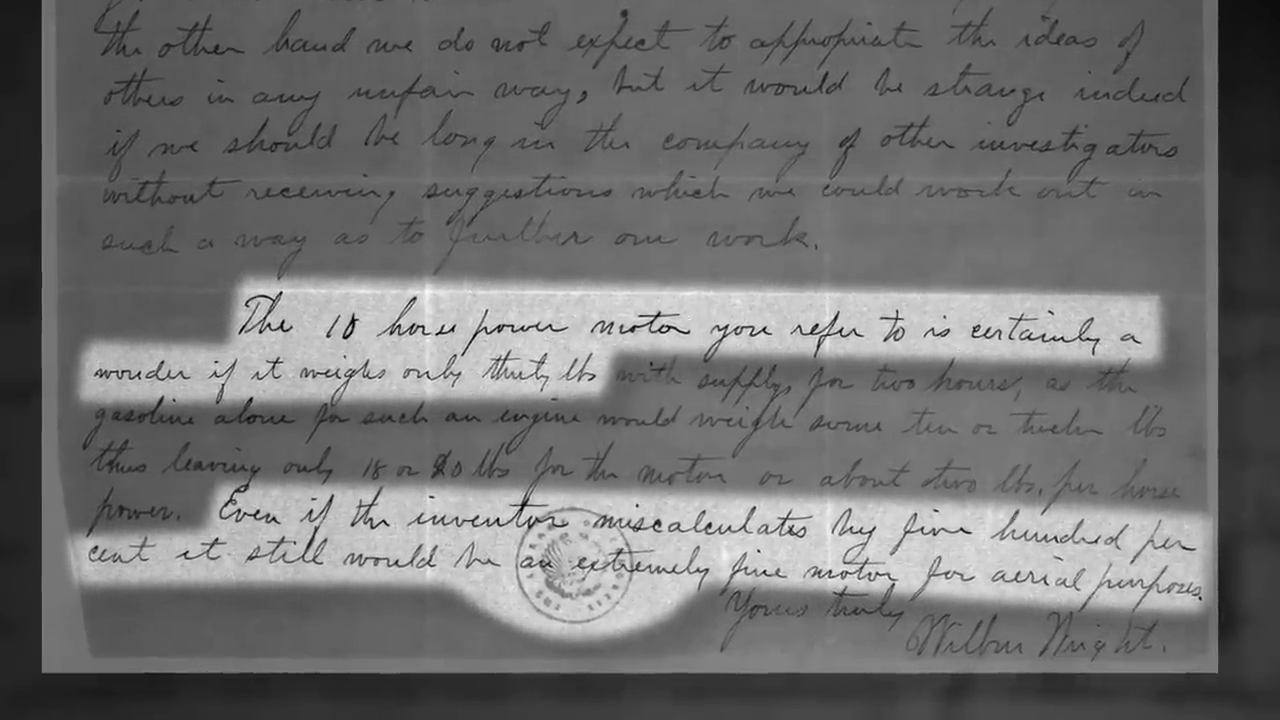 the other hand we do not expect to appropriate the ideas of
others in any unfair way, but it would be strange indeed
if we should be long in the company of other investigators
without receiving suggestions which we could work out in
such a way as to further our work.
The 10 horse power motor you refer to is certainly a
wonder if it weighs only thirty lbs with supply for two hours, as the
gasoline alone for such an engine would weigh some ten or twelve lbs
thus leaving only 18 or 20 lbs for the motor or about two lbs. per horse
power. Even if the inventor miscalculates by five hundred per
cent it still would be an extremely fine motor for aerial purposes.
Yours truly
Wilbur Wright.